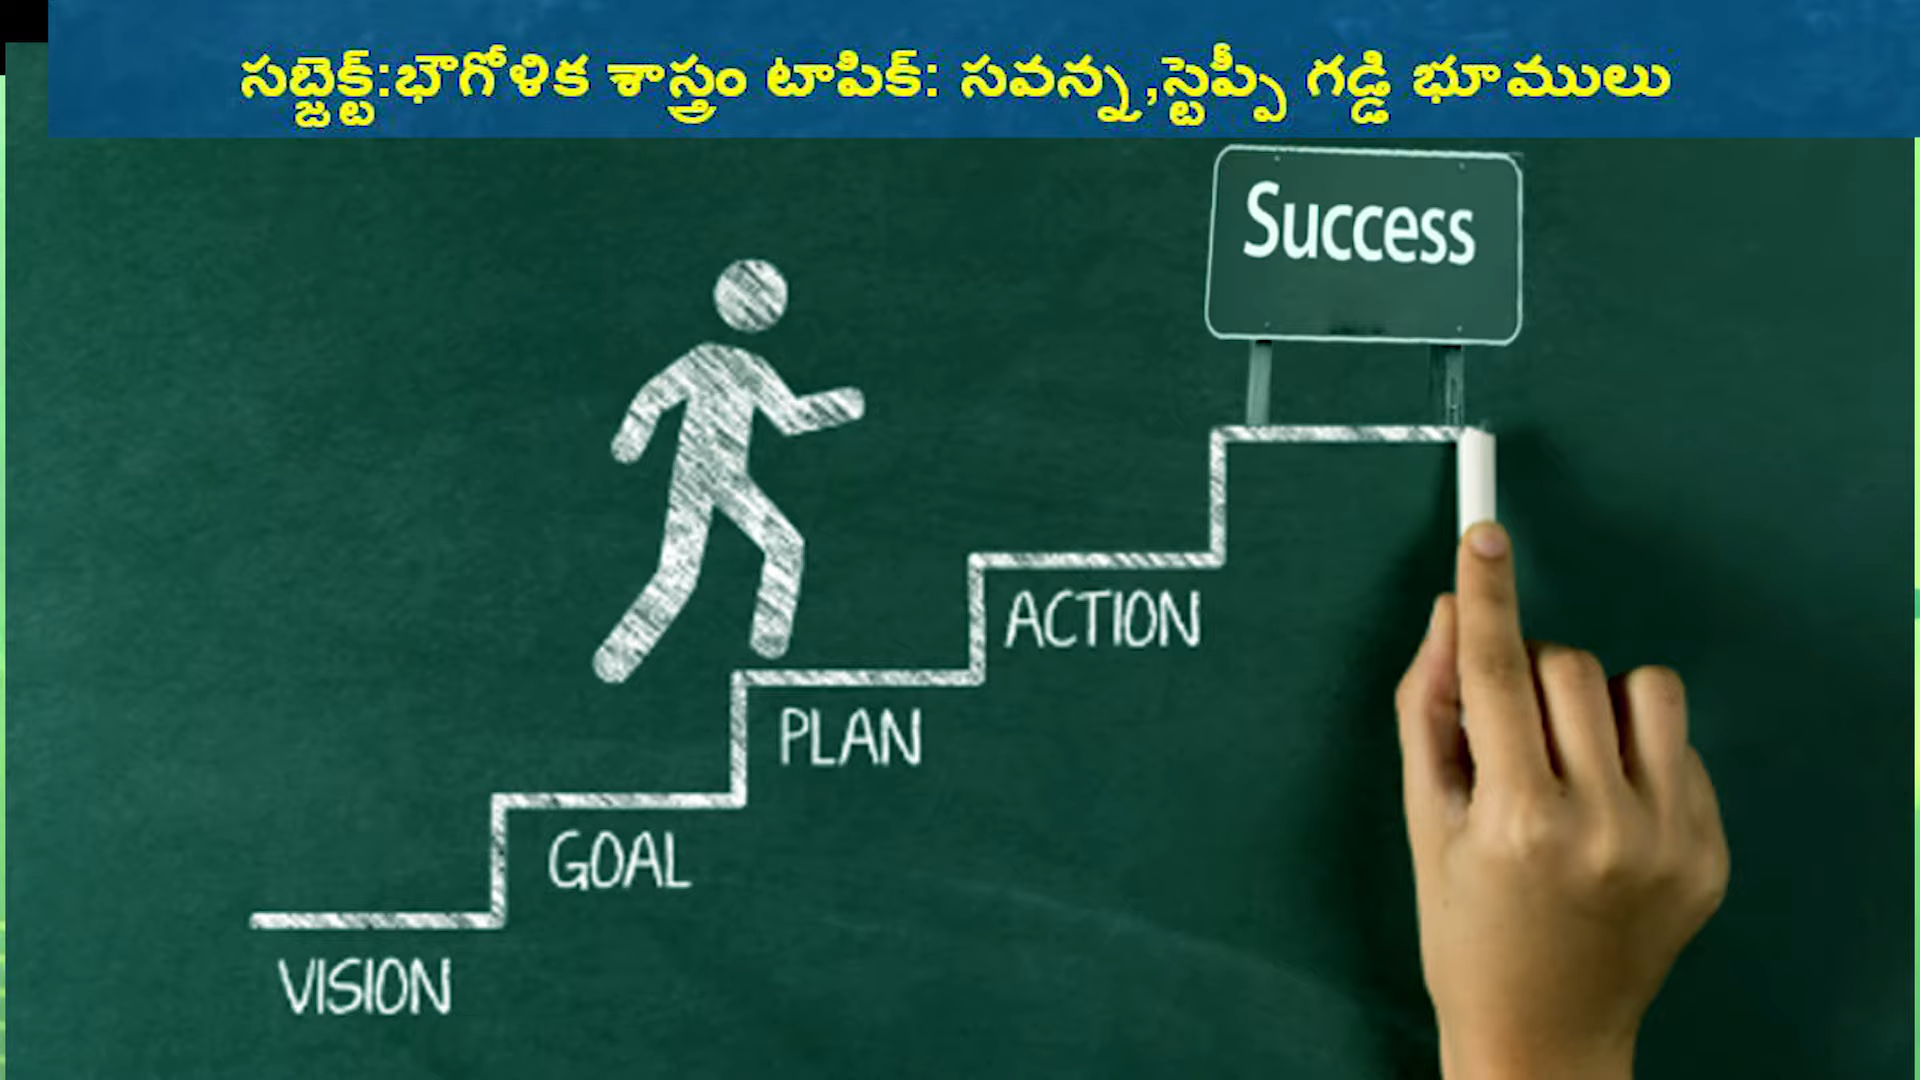 సబ్జెక్ట్:భౌగోళిక శాస్త్రం టాపిక్: సవన్న,స్టెప్పీ గడ్డి భూములు
Success
ACTION
PLAN
GOAL
VISION